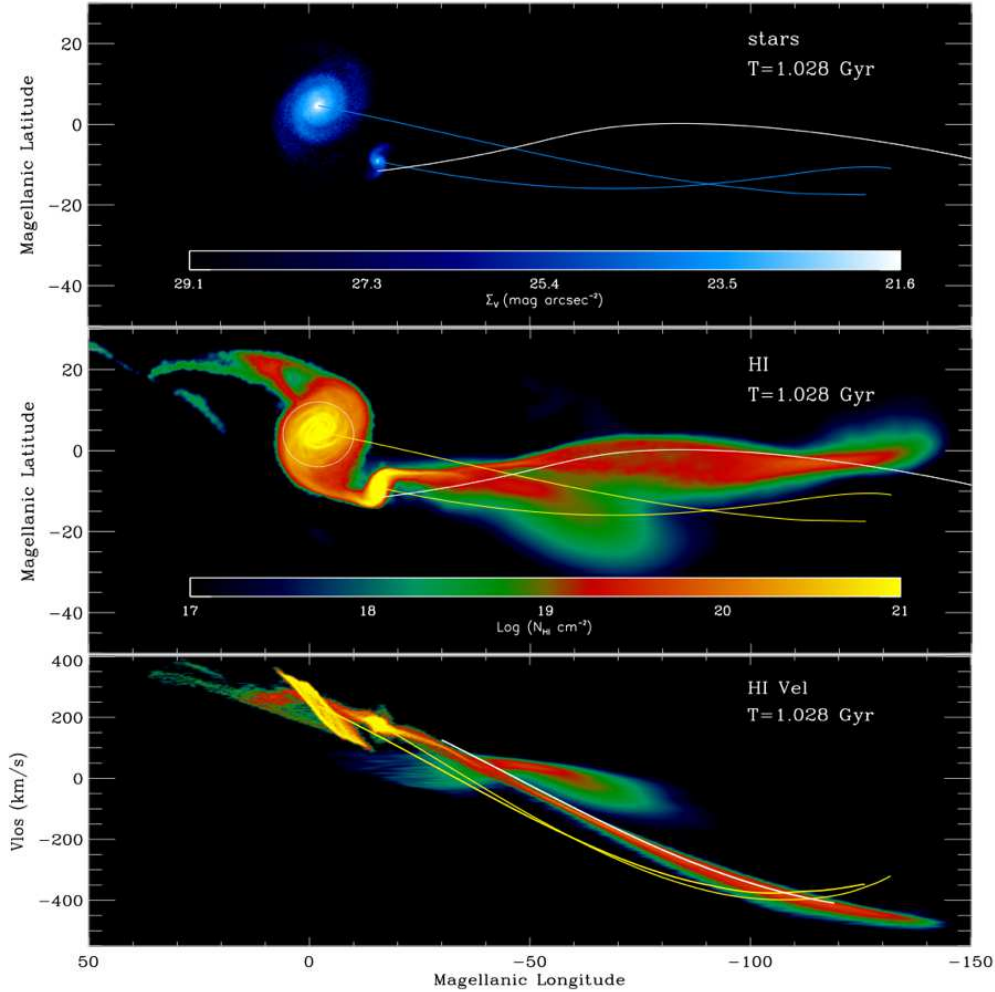 stars
T=1.028 Gyr
20
0
-20
-40
Magellanic Latitude
29.1 27.3 25.4 23.5 21.6
Σ_V (mag arcsec⁻²)
HI
T=1.028 Gyr
20
0
-20
-40
Magellanic Latitude
17 18 19 20 21
Log (N_HI cm⁻²)
HI Vel
T=1.028 Gyr
400
200
0
-200
-400
Vlos (km/s)
50 0 -50 -100 -150
Magellanic Longitude